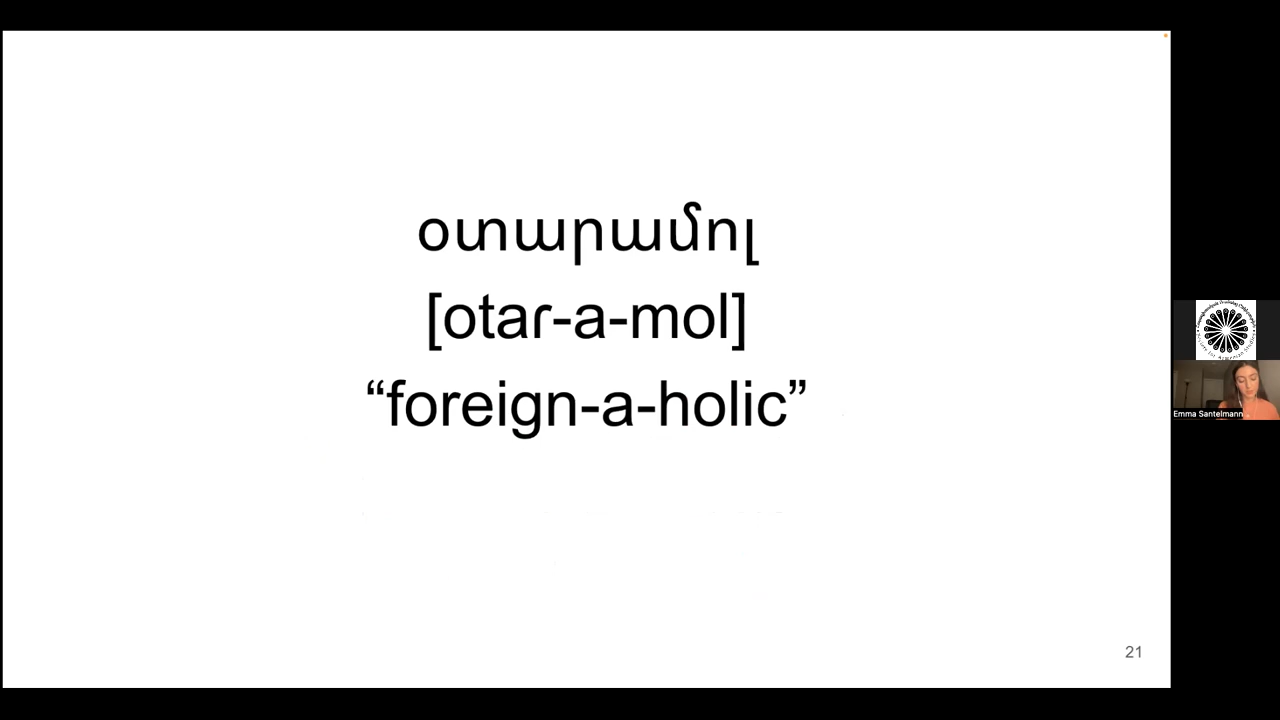 օտարամոլ
[otaɾ-a-mol]
“foreign-a-holic”
21
Emma Santelmann